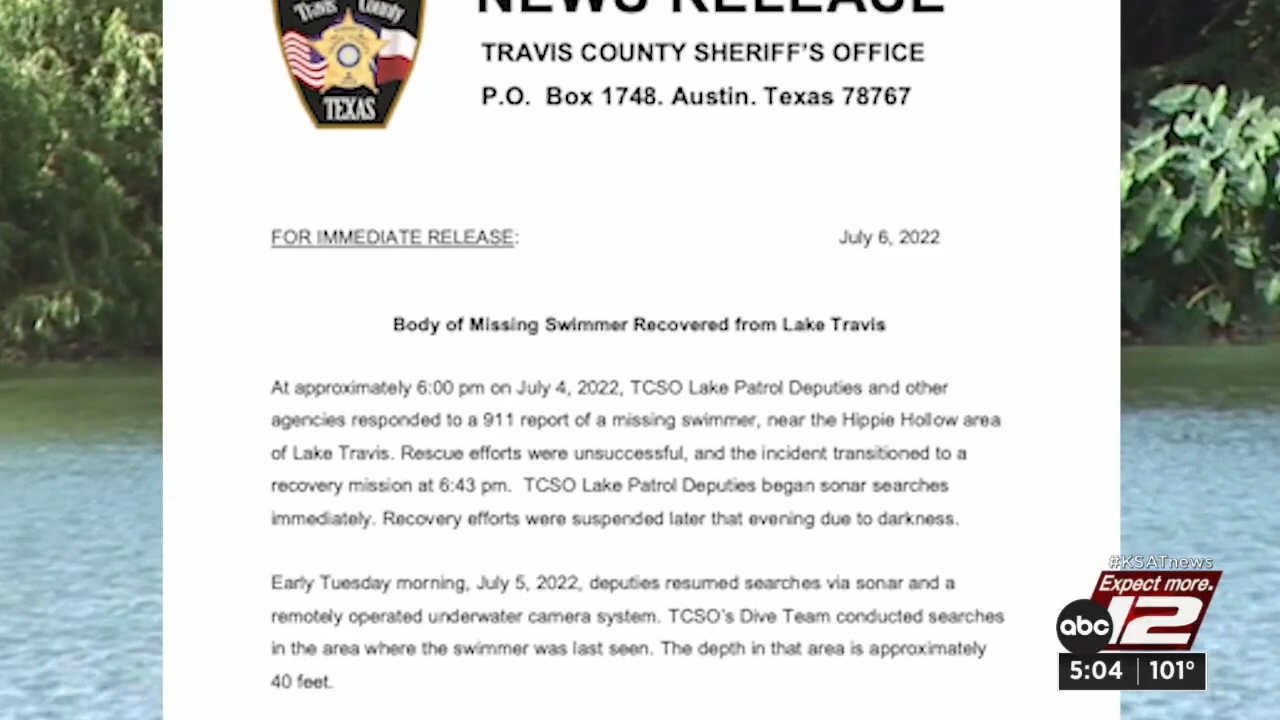 NEWS RELEASE
Travis County
TRAVIS COUNTY SHERIFF'S OFFICE
P.O. Box 1748. Austin. Texas 78767
TEXAS
FOR IMMEDIATE RELEASE:
July 6, 2022
Body of Missing Swimmer Recovered from Lake Travis
At approximately 6:00 pm on July 4, 2022, TCSO Lake Patrol Deputies and other
agencies responded to a 911 report of a missing swimmer, near the Hippie Hollow area
of Lake Travis. Rescue efforts were unsuccessful, and the incident transitioned to a
recovery mission at 6:43 pm. TCSO Lake Patrol Deputies began sonar searches
immediately. Recovery efforts were suspended later that evening due to darkness.
Early Tuesday morning, July 5, 2022, deputies resumed searches via sonar and a
remotely operated underwater camera system. TCSO's Dive Team conducted searches
in the area where the swimmer was last seen. The depth in that area is approximately
40 feet.
#KSATnews
Expect more.
abc 12
5:04 101°